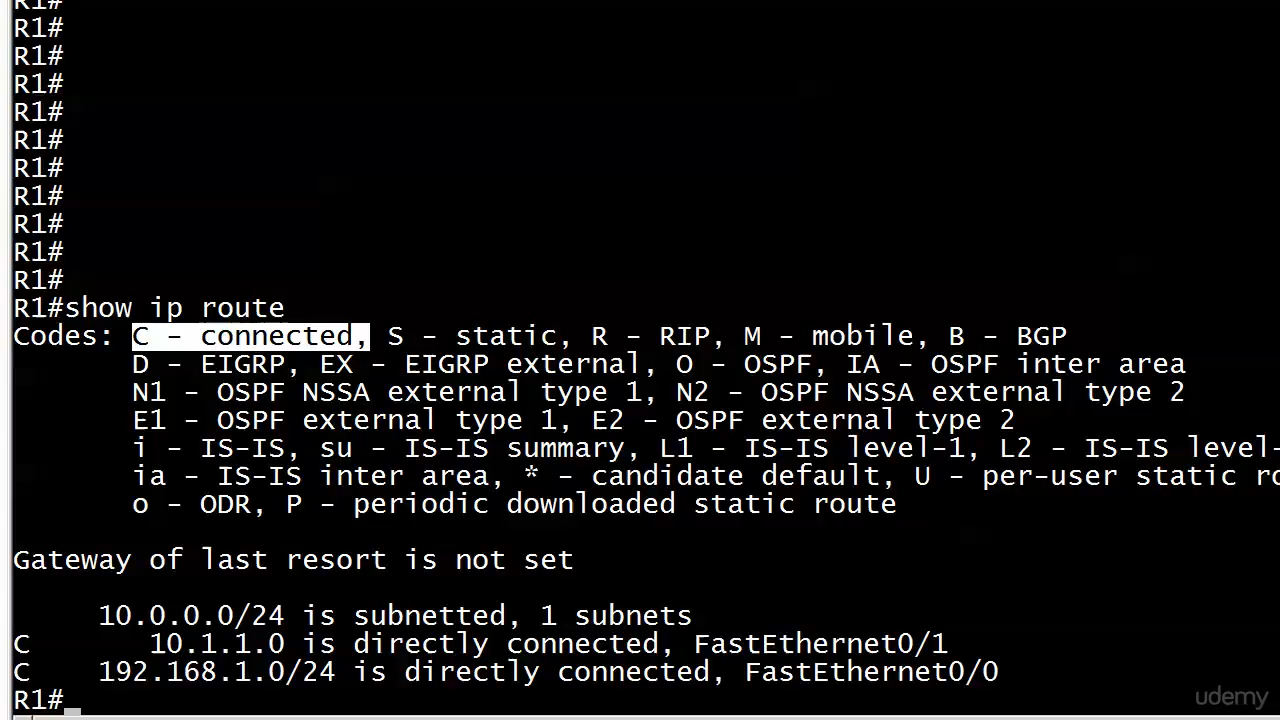 R1#
R1#
R1#
R1#
R1#
R1#
R1#
R1#
R1#
R1#
R1#
R1#show ip route
Codes: C - connected, S - static, R - RIP, M - mobile, B - BGP
D - EIGRP, EX - EIGRP external, O - OSPF, IA - OSPF inter area
N1 - OSPF NSSA external type 1, N2 - OSPF NSSA external type 2
E1 - OSPF external type 1, E2 - OSPF external type 2
i - IS-IS, su - IS-IS summary, L1 - IS-IS level-1, L2 - IS-IS level-
ia - IS-IS inter area, * - candidate default, U - per-user static
o - ODR, P - periodic downloaded static route
Gateway of last resort is not set
10.0.0.0/24 is subnetted, 1 subnets
C 10.1.1.0 is directly connected, FastEthernet0/1
C 192.168.1.0/24 is directly connected, FastEthernet0/0
R1#
udemy